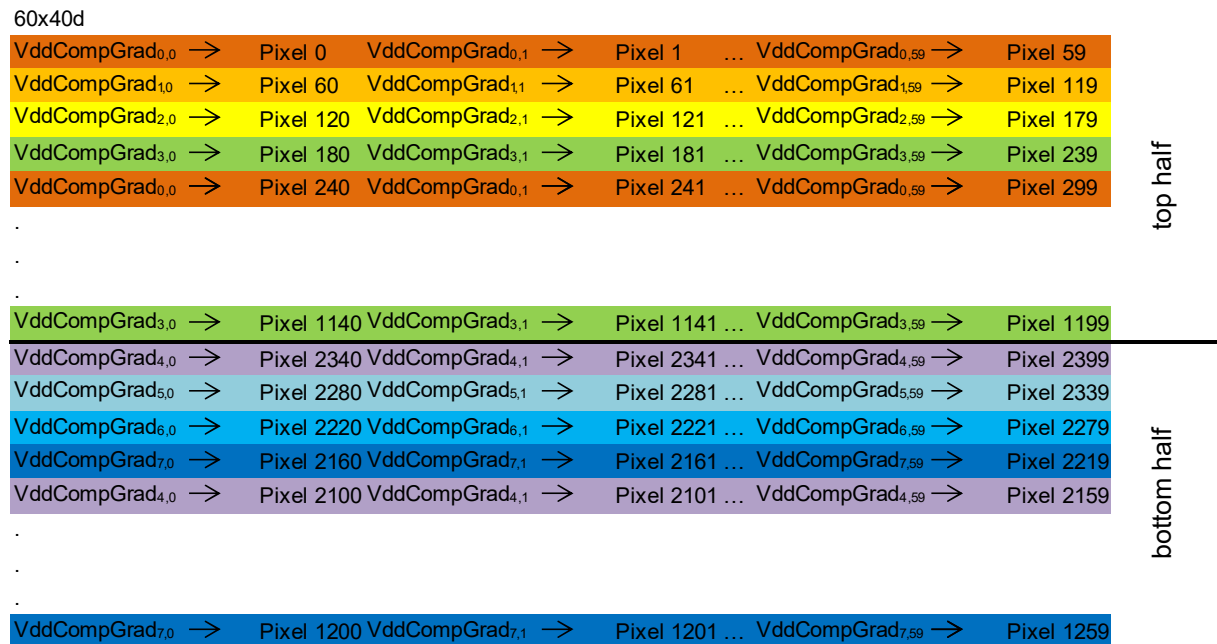 60x40d
VddCompGrad0,0 → Pixel 0 VddCompGrad0,1 → Pixel 1 … VddCompGrad0,59 → Pixel 59
VddCompGrad1,0 → Pixel 60 VddCompGrad1,1 → Pixel 61 … VddCompGrad1,59 → Pixel 119
VddCompGrad2,0 → Pixel 120 VddCompGrad2,1 → Pixel 121 … VddCompGrad2,59 → Pixel 179
VddCompGrad3,0 → Pixel 180 VddCompGrad3,1 → Pixel 181 … VddCompGrad3,59 → Pixel 239
VddCompGrad0,0 → Pixel 240 VddCompGrad0,1 → Pixel 241 … VddCompGrad0,59 → Pixel 299
.
.
.
VddCompGrad3,0 → Pixel 1140 VddCompGrad3,1 → Pixel 1141 … VddCompGrad3,59 → Pixel 1199
top half
VddCompGrad4,0 → Pixel 2340 VddCompGrad4,1 → Pixel 2341 … VddCompGrad4,59 → Pixel 2399
VddCompGrad5,0 → Pixel 2280 VddCompGrad5,1 → Pixel 2281 … VddCompGrad5,59 → Pixel 2339
VddCompGrad6,0 → Pixel 2220 VddCompGrad6,1 → Pixel 2221 … VddCompGrad6,59 → Pixel 2279
VddCompGrad7,0 → Pixel 2160 VddCompGrad7,1 → Pixel 2161 … VddCompGrad7,59 → Pixel 2219
VddCompGrad4,0 → Pixel 2100 VddCompGrad4,1 → Pixel 2101 … VddCompGrad4,59 → Pixel 2159
.
.
.
VddCompGrad7,0 → Pixel 1200 VddCompGrad7,1 → Pixel 1201 … VddCompGrad7,59 → Pixel 1259
bottom half